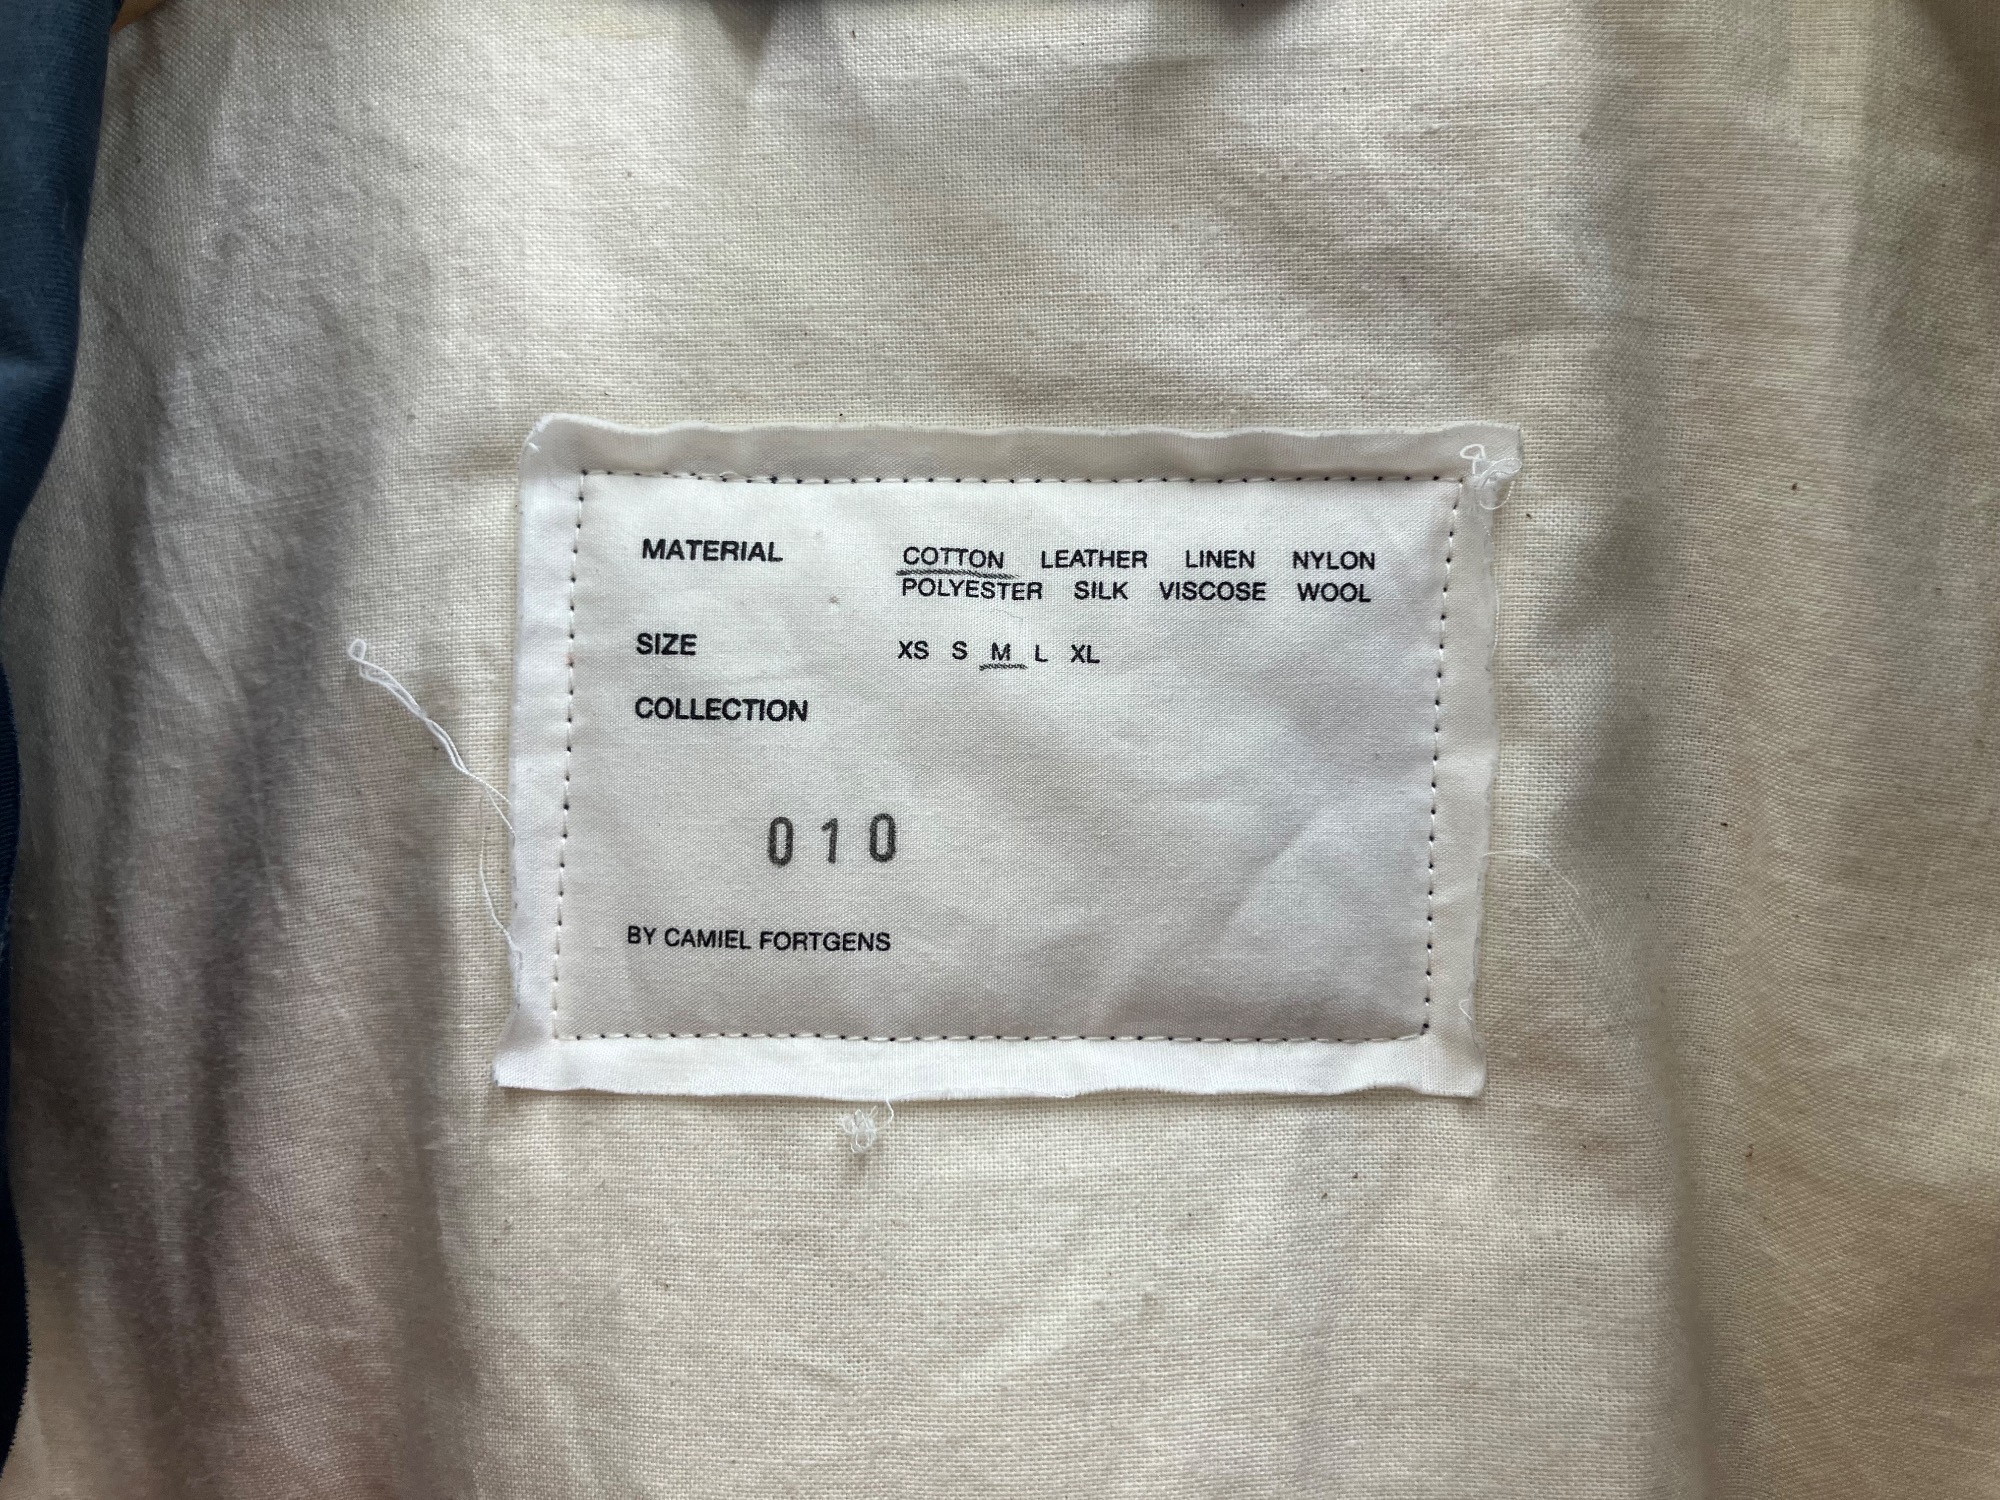 MATERIAL COTTON LEATHER LINEN NYLON
POLYESTER SILK VISCOSE WOOL
SIZE XS S M L XL
COLLECTION
010
BY CAMIEL FORTGENS